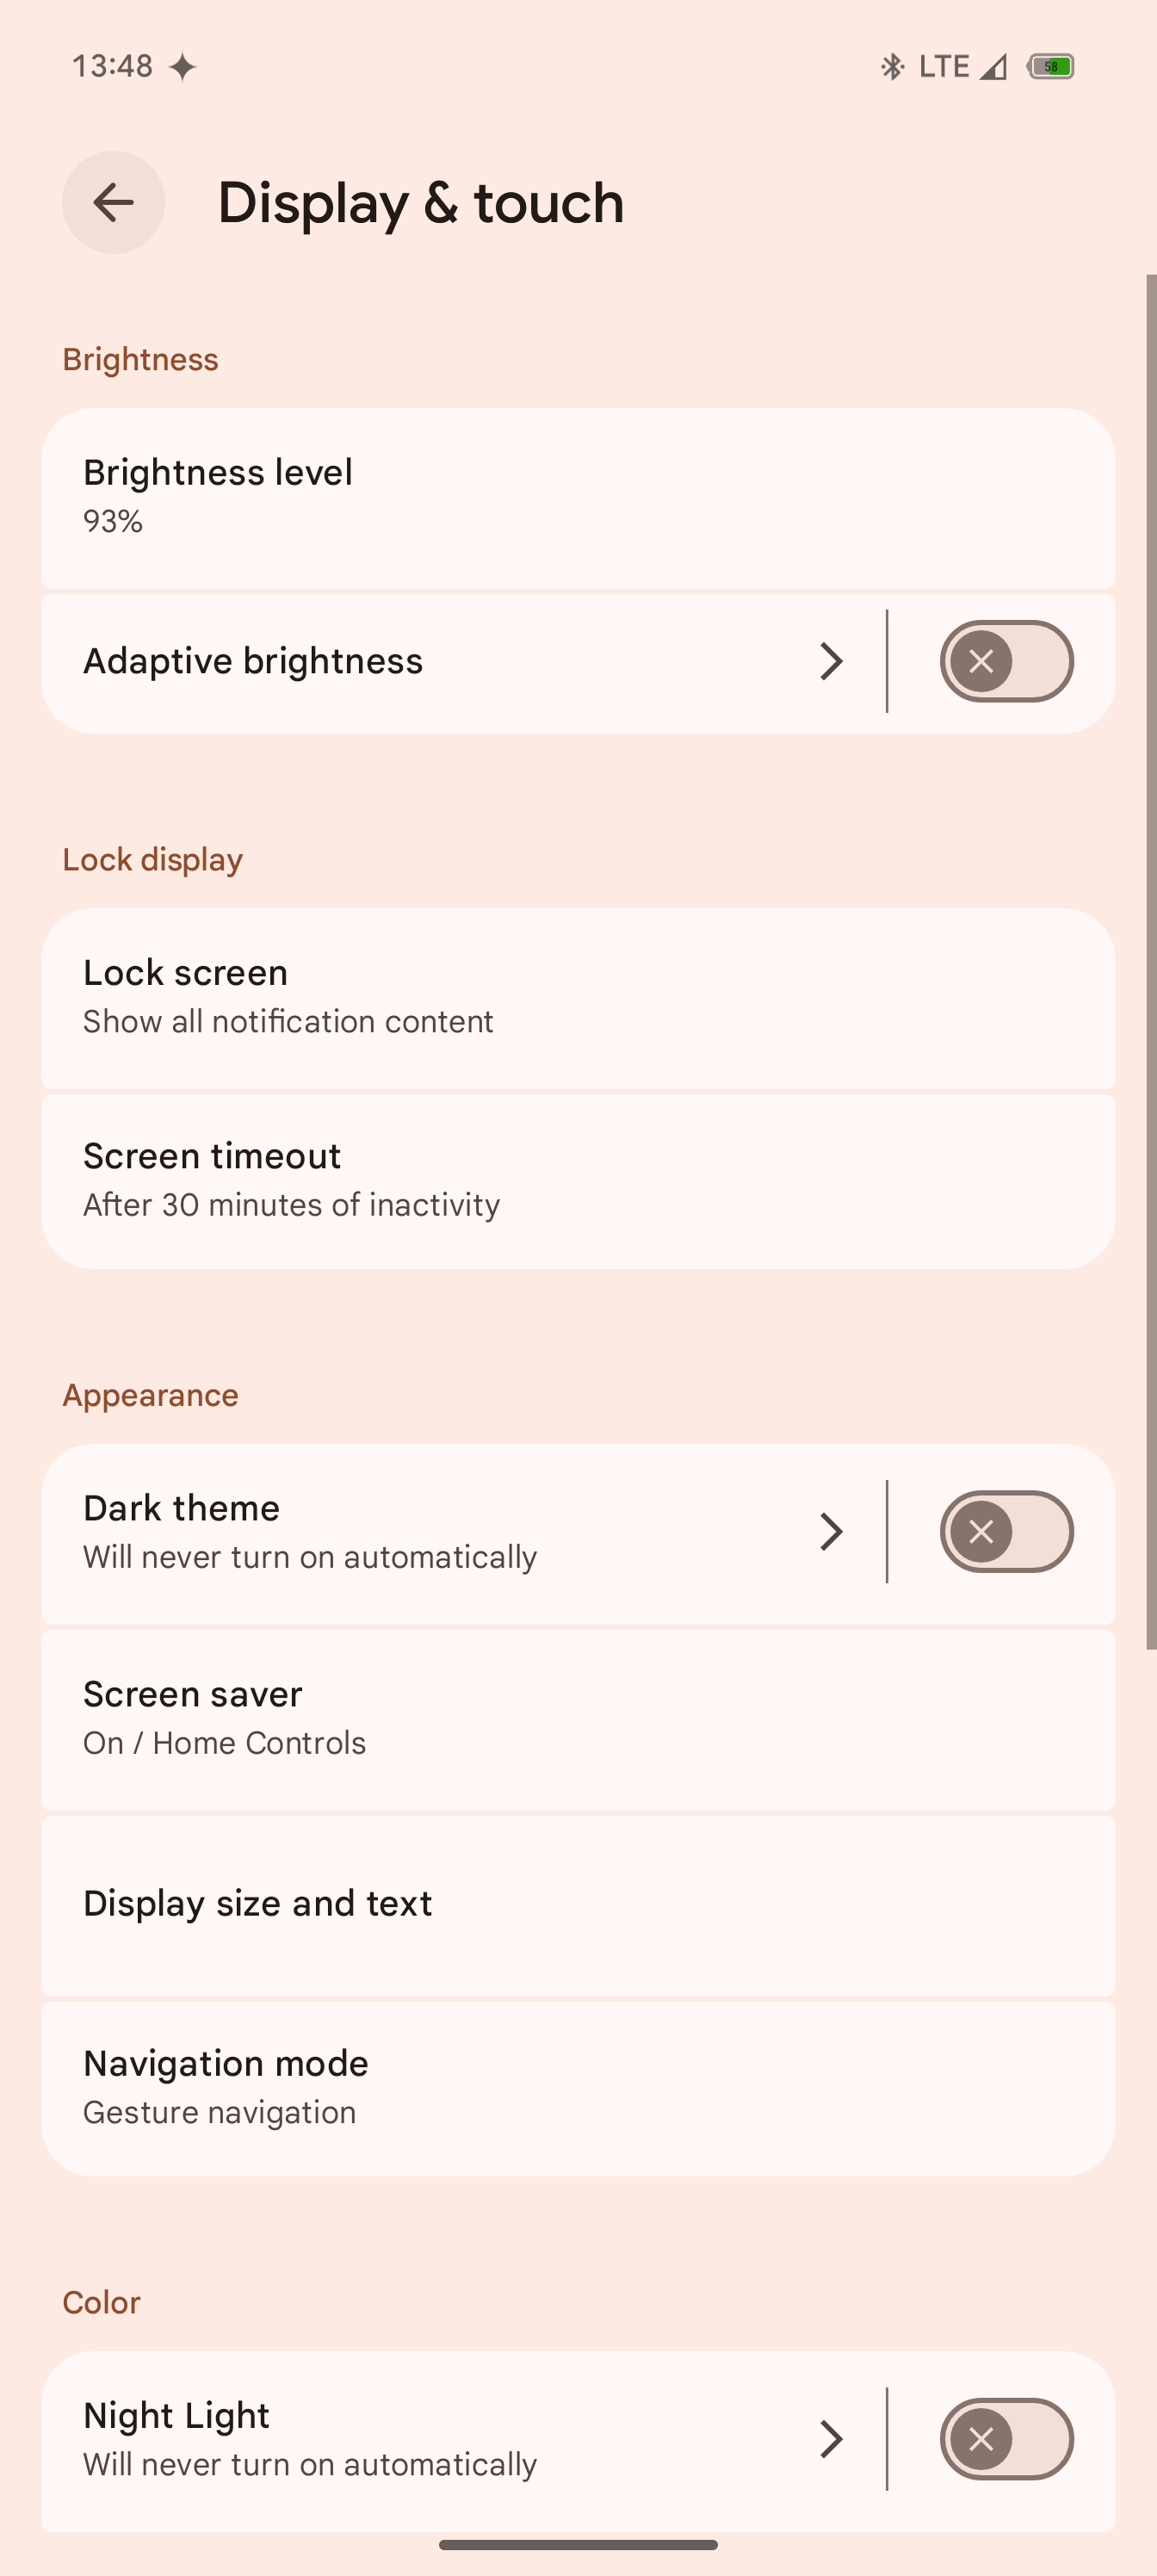 13:48
LTE
58
Display & touch
Brightness
Brightness level
93%
Adaptive brightness
Lock display
Lock screen
Show all notification content
Screen timeout
After 30 minutes of inactivity
Appearance
Dark theme
Will never turn on automatically
Screen saver
On / Home Controls
Display size and text
Navigation mode
Gesture navigation
Color
Night Light
Will never turn on automatically